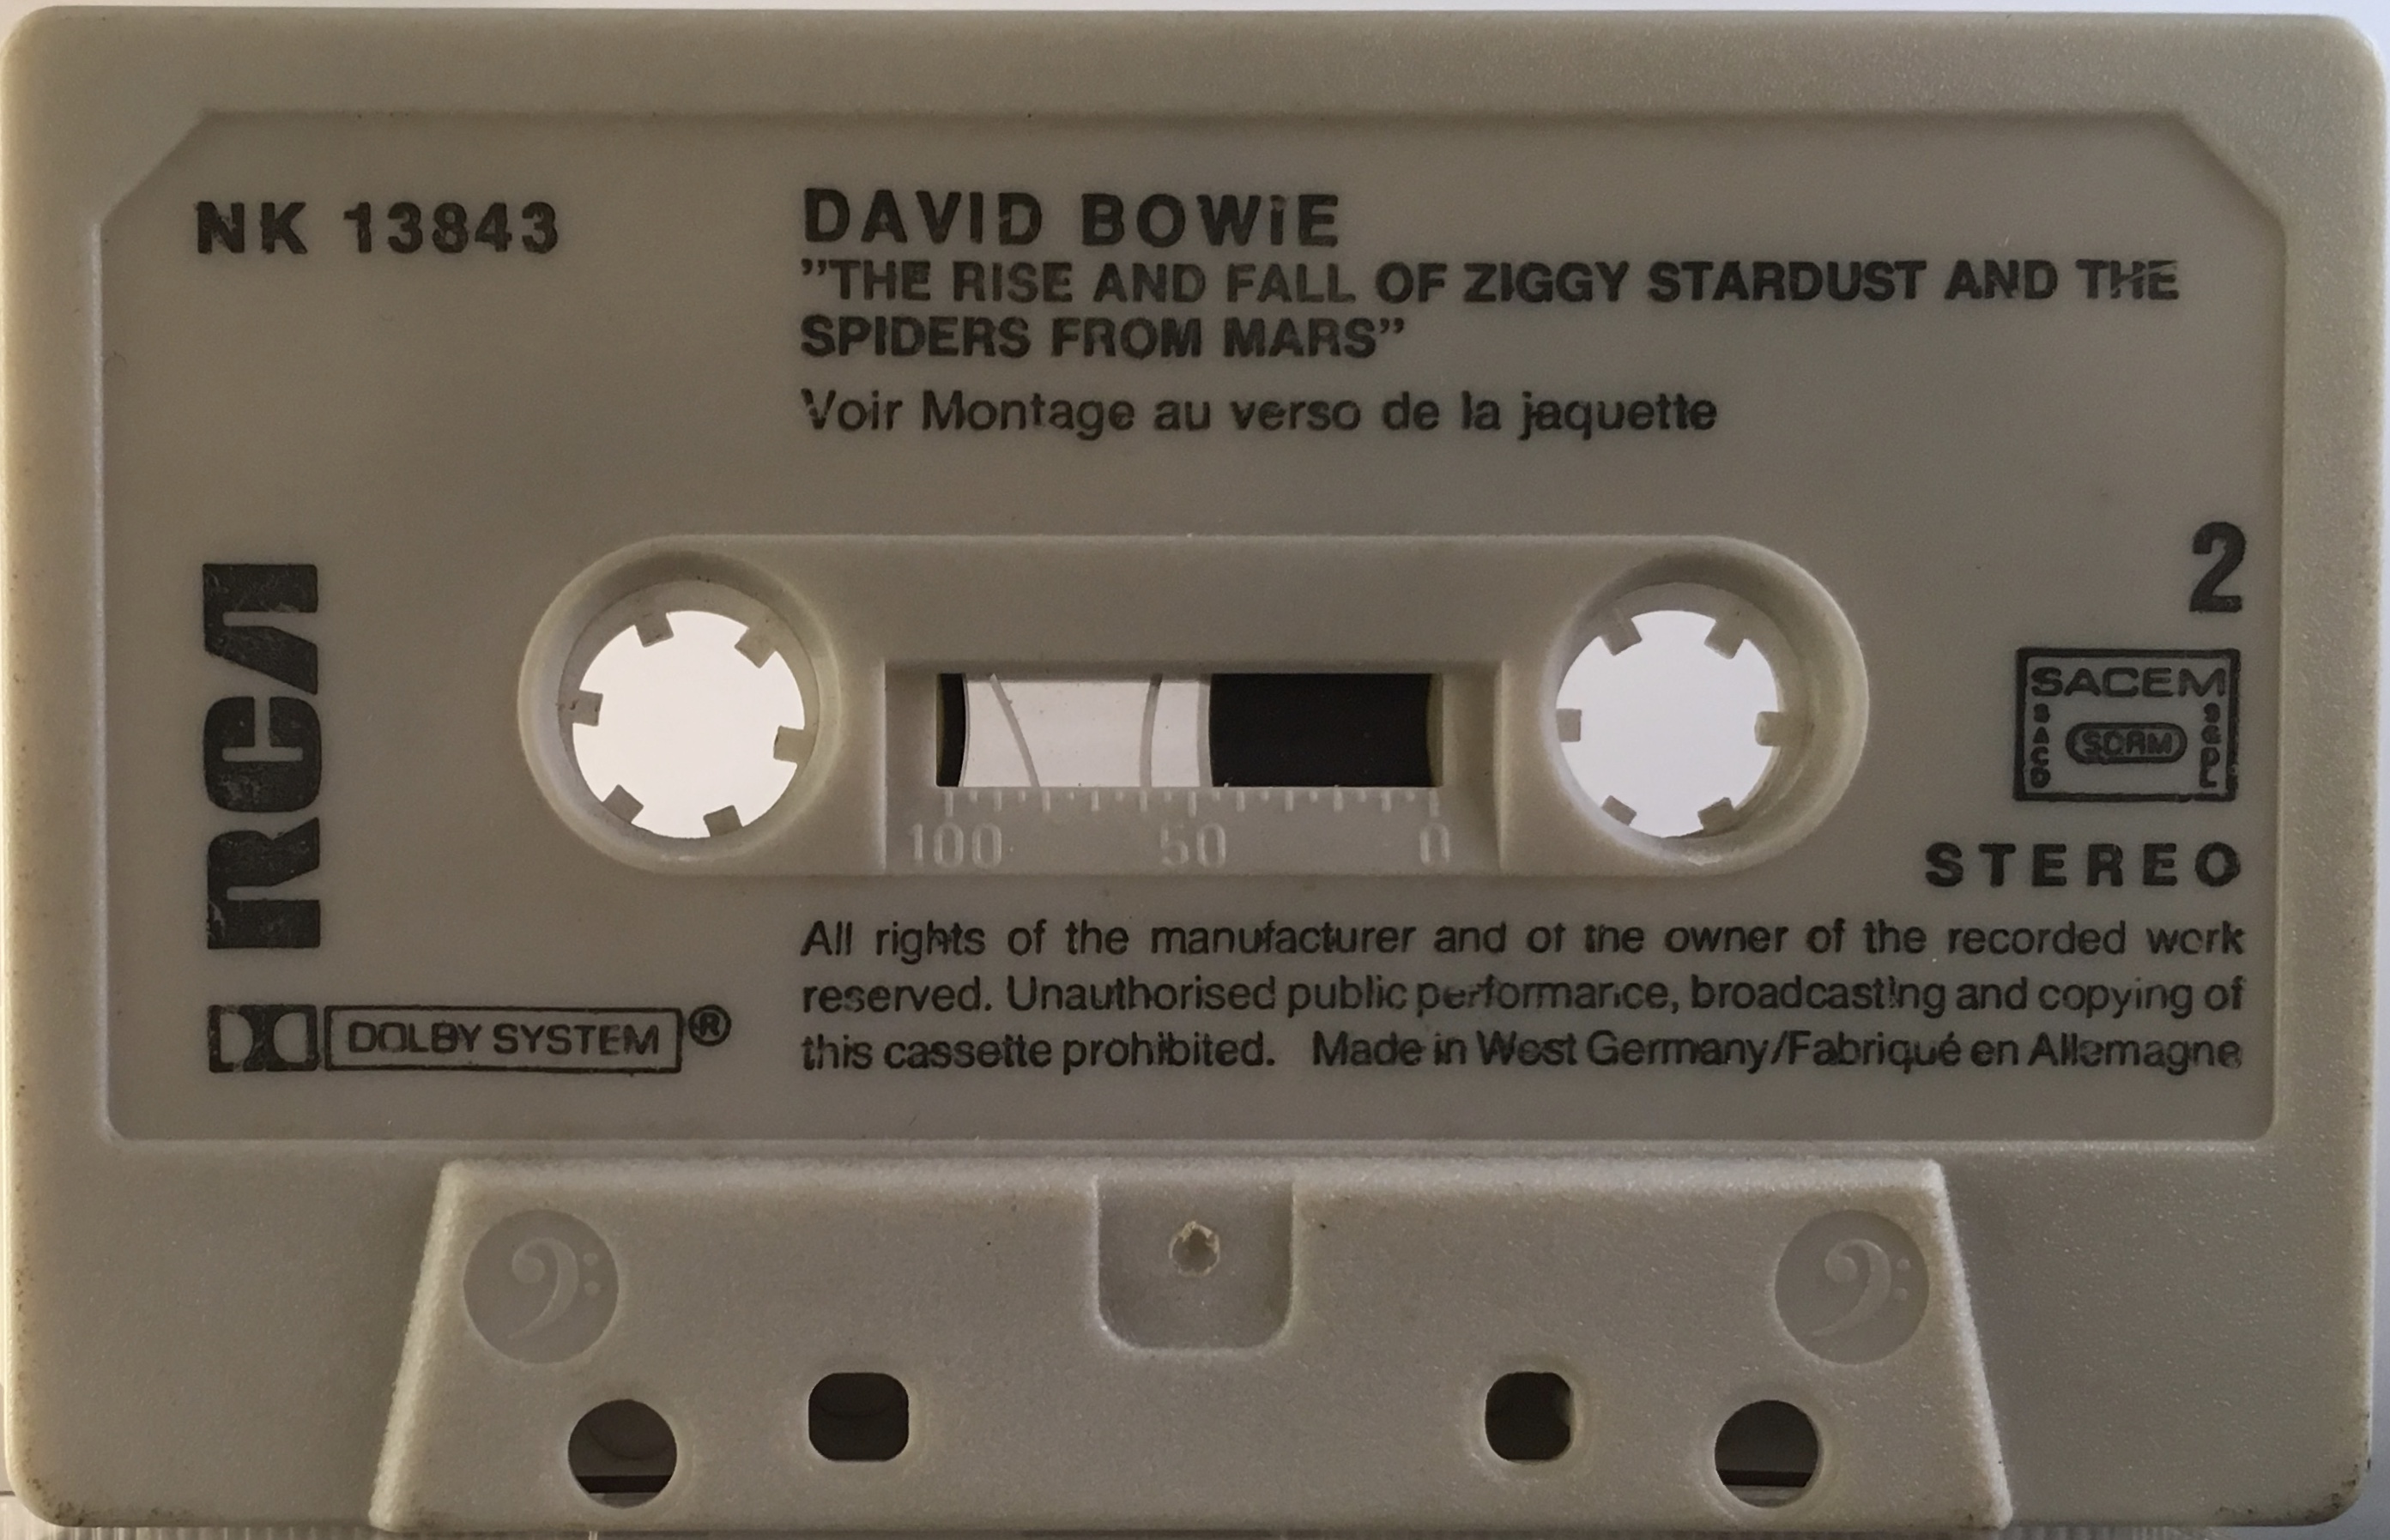 NK 13843
DAVID BOWIE
"THE RISE AND FALL OF ZIGGY STARDUST AND THE
SPIDERS FROM MARS"
Voir Montage au verso de la jaquette
RCA
2
SACEM
SACD
SCRM
SGDL
100 50 0
STEREO
DOLBY SYSTEM®
All rights of the manufacturer and of the owner of the recorded work
reserved. Unauthorised public performance, broadcasting and copying of
this cassette prohibited. Made in West Germany/Fabriqué en Allemagne